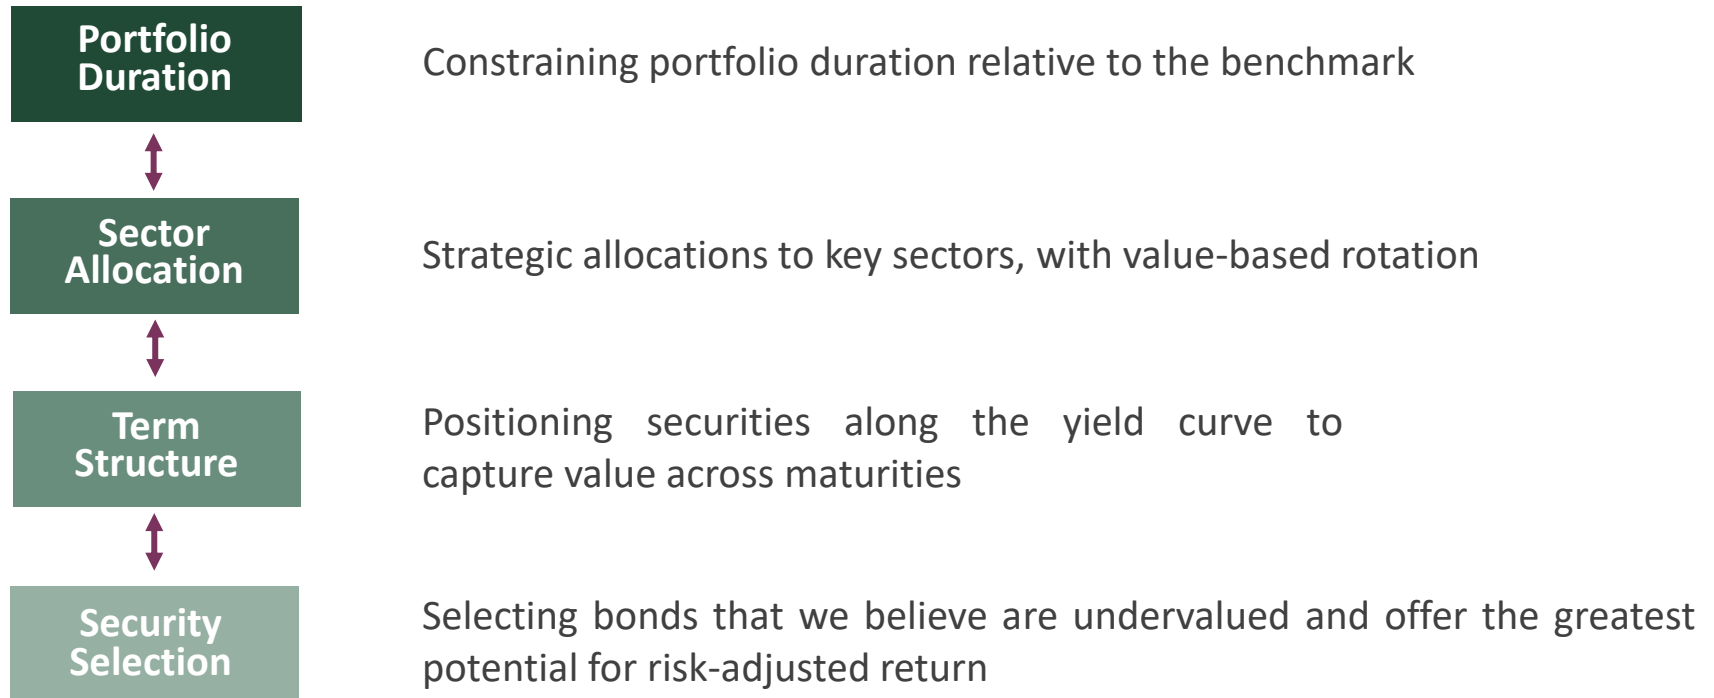 Portfolio
Duration
Constraining portfolio duration relative to the benchmark
Sector
Allocation
Strategic allocations to key sectors, with value-based rotation
Term
Structure
Positioning securities along the yield curve to
capture value across maturities
Security
Selection
Selecting bonds that we believe are undervalued and offer the greatest
potential for risk-adjusted return